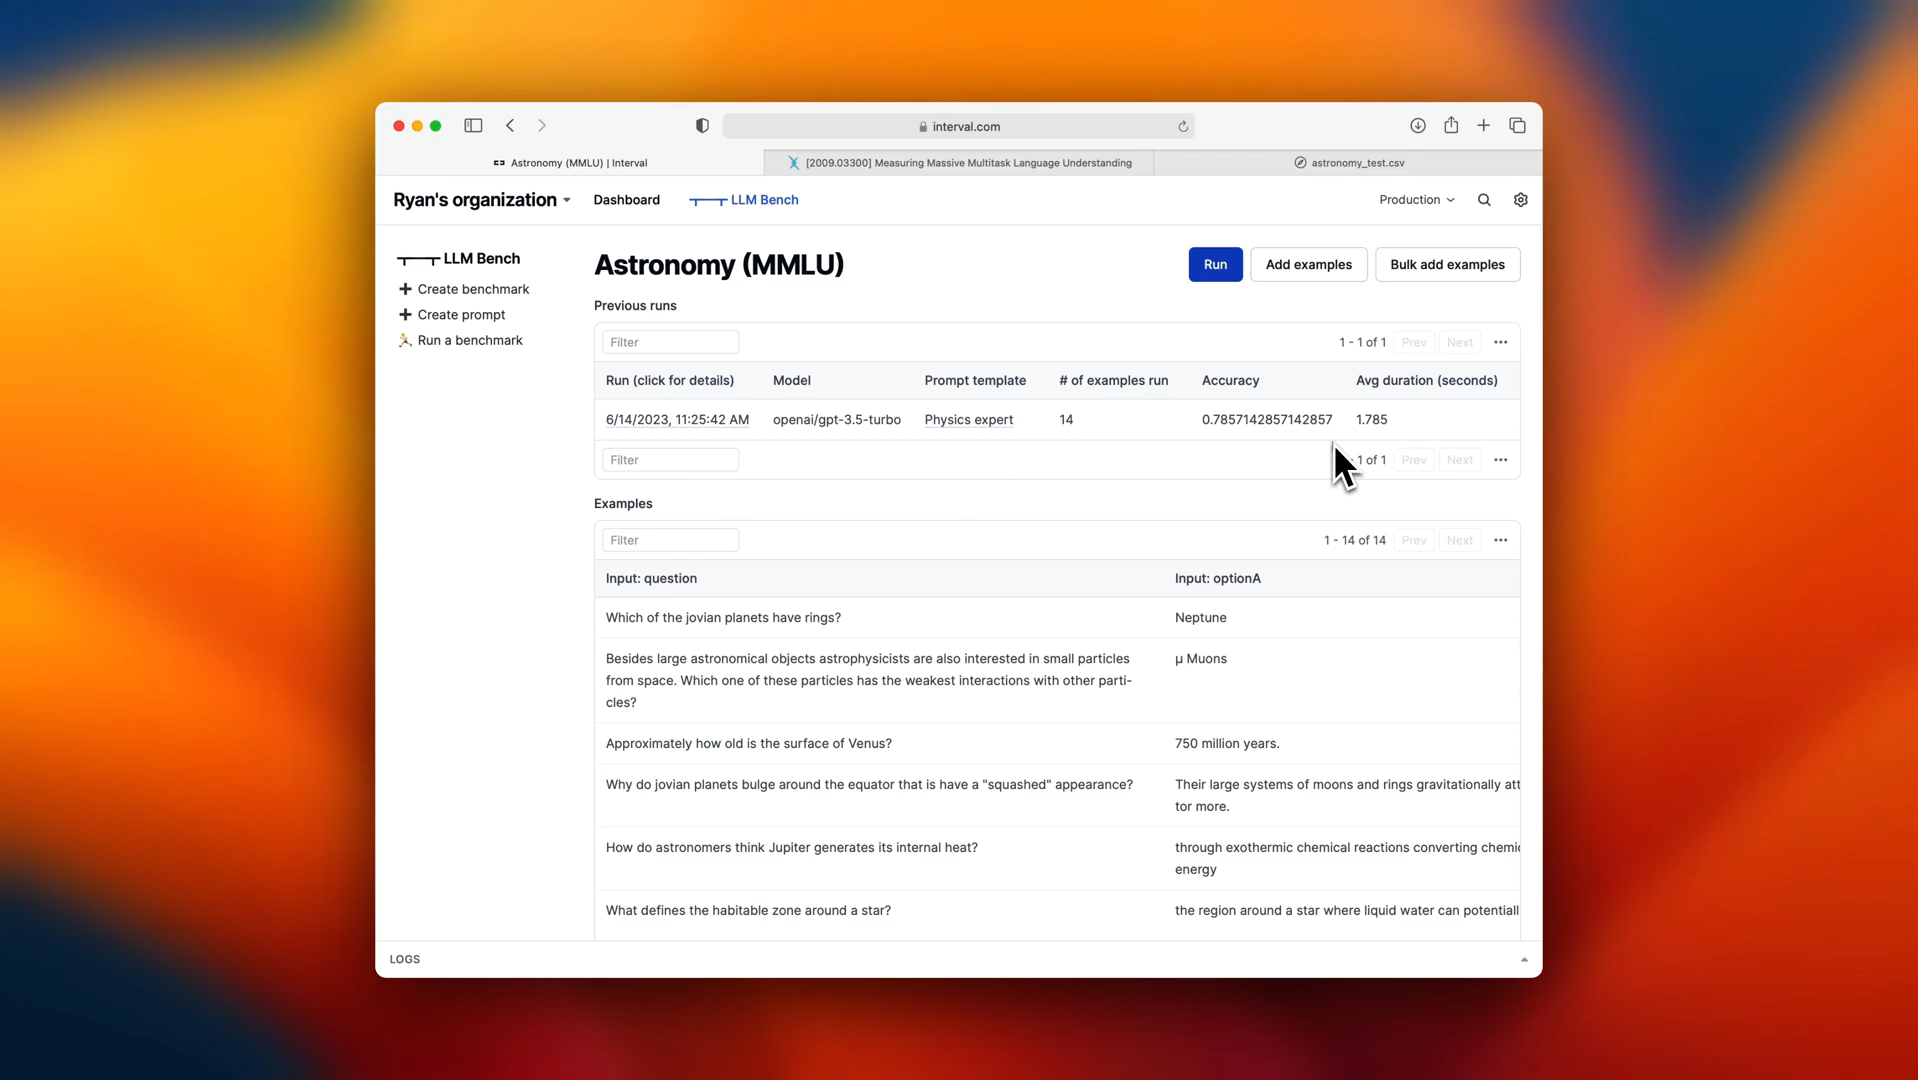 interval.com
Astronomy (MMLU) | Interval
[2009.03300] Measuring Massive Multitask Language Understanding
astronomy_test.csv
Ryan's organization
Dashboard
LLM Bench
Production
LLM Bench
Create benchmark
Create prompt
Run a benchmark
Astronomy (MMLU)
Run
Add examples
Bulk add examples
Previous runs
Filter
1 - 1 of 1
Prev
Next
Run (click for details)
Model
Prompt template
# of examples run
Accuracy
Avg duration (seconds)
6/14/2023, 11:25:42 AM
openai/gpt-3.5-turbo
Physics expert
14
0.7857142857142857
1.785
Filter
1 of 1
Prev
Next
Examples
Filter
1 - 14 of 14
Prev
Next
Input: question
Input: optionA
Which of the jovian planets have rings?
Neptune
Besides large astronomical objects astrophysicists are also interested in small particles
from space. Which one of these particles has the weakest interactions with other parti-
cles?
μ Muons
Approximately how old is the surface of Venus?
750 million years.
Why do jovian planets bulge around the equator that is have a "squashed" appearance?
Their large systems of moons and rings gravitationally att
tor more.
How do astronomers think Jupiter generates its internal heat?
through exothermic chemical reactions converting chemic
energy
What defines the habitable zone around a star?
the region around a star where liquid water can potentiall
LOGS